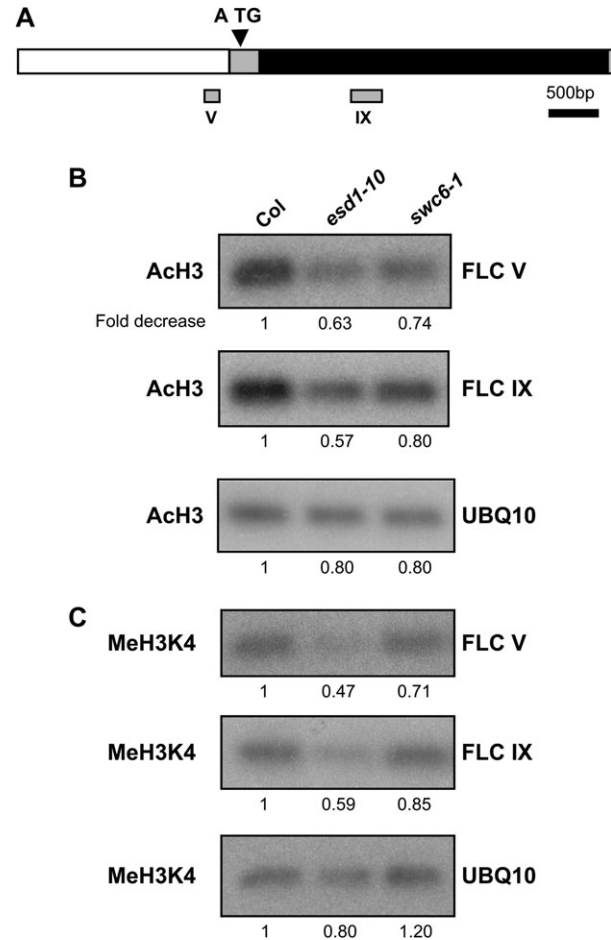 A
A TG
V
IX
500bp
B
Col
esd1-10
swc6-1
AcH3
FLC V
Fold decrease
1
0.63
0.74
AcH3
FLC IX
1
0.57
0.80
AcH3
UBQ10
1
0.80
0.80
C
MeH3K4
FLC V
1
0.47
0.71
MeH3K4
FLC IX
1
0.59
0.85
MeH3K4
UBQ10
1
0.80
1.20